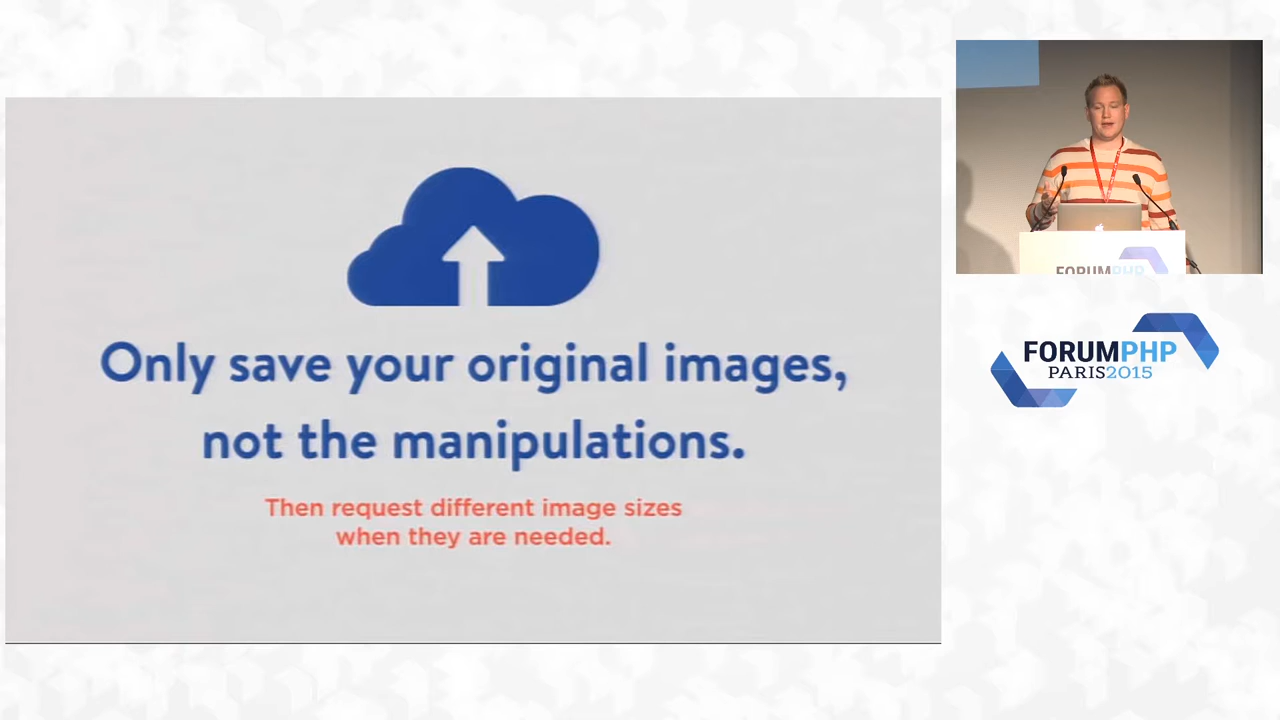 Only save your original images,
not the manipulations.
Then request different image sizes
when they are needed.
FORUMPHP
FORUMPHP
PARIS2015